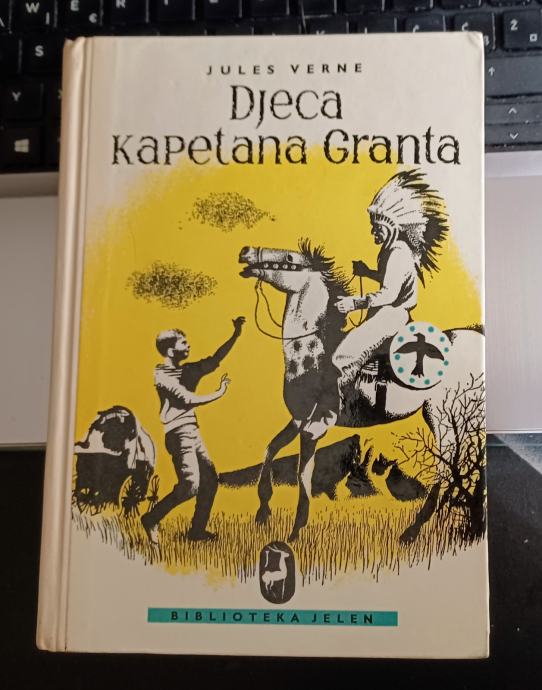 JULES VERNE
Djeca
Kapetana Granta
BIBLIOTEKA JELEN